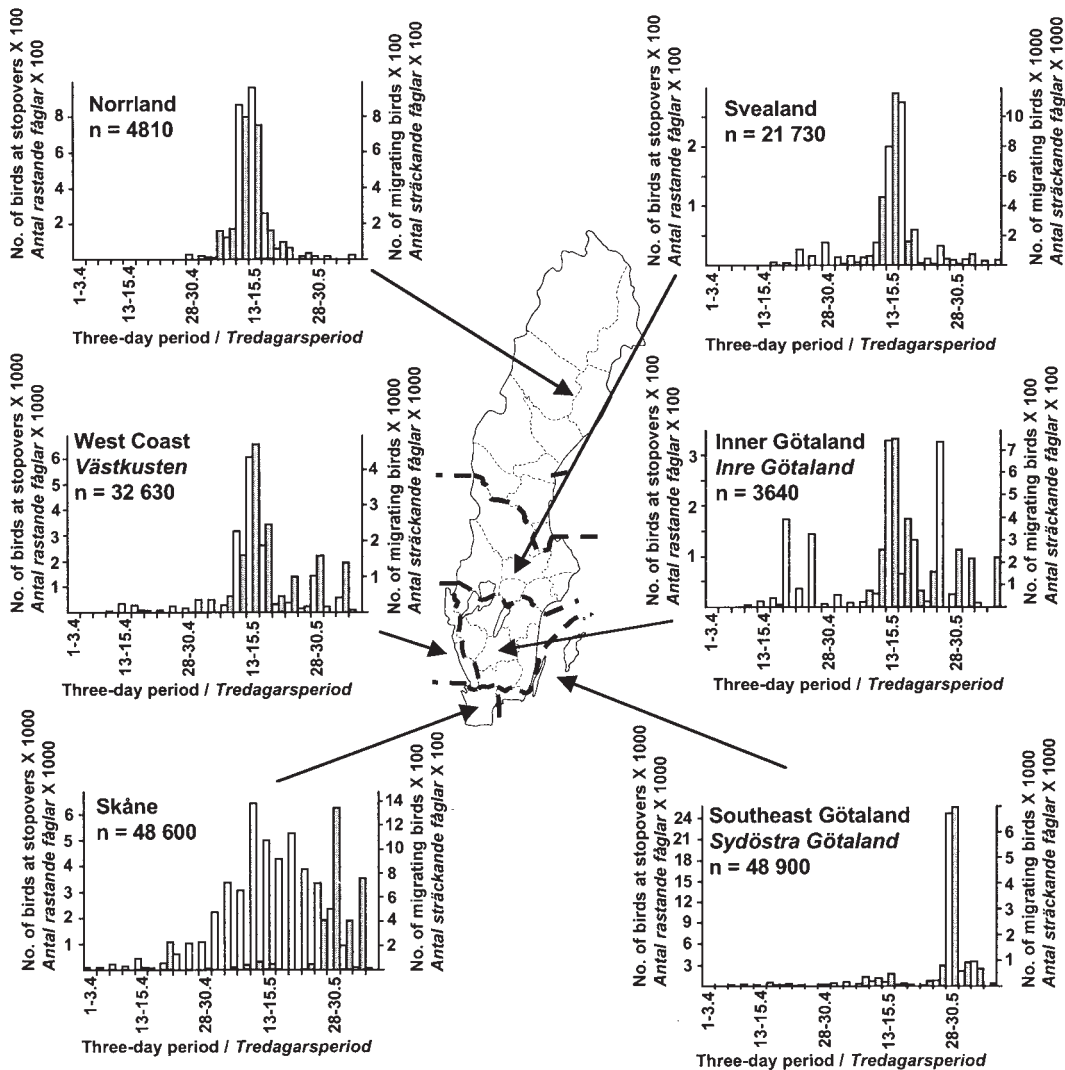 No. of birds at stopovers X 100
Antal rastande fåglar X 100
Norrland
n = 4810
8
6
4
2
8
6
4
2
No. of migrating birds X 100
Antal sträckande fåglar X 100
1-3.4
13-15.4
28-30.4
13-15.5
28-30.5
Three-day period / Tredagarsperiod
No. of birds at stopovers X 1000
Antal rastande fåglar X 1000
Svealand
n = 21 730
2
1
10
8
6
4
2
No. of migrating birds X 1000
Antal sträckande fåglar X 1000
1-3.4
13-15.4
28-30.4
13-15.5
28-30.5
Three-day period / Tredagarsperiod
No. of birds at stopovers X 1000
Antal rastande fåglar X 1000
West Coast
Västkusten
n = 32 630
6
5
4
3
2
1
4
3
2
1
No. of migrating birds X 1000
Antal sträckande fåglar X 1000
1-3.4
13-15.4
28-30.4
13-15.5
28-30.5
Three-day period / Tredagarsperiod
No. of birds at stopovers X 100
Antal rastande fåglar X 100
Inner Götaland
Inre Götaland
n = 3640
3
2
1
7
6
5
4
3
2
1
No. of migrating birds X 100
Antal sträckande fåglar X 100
1-3.4
13-15.4
28-30.4
13-15.5
28-30.5
Three-day period / Tredagarsperiod
No. of birds at stopovers X 1000
Antal rastande fåglar X 1000
Skåne
n = 48 600
6
5
4
3
2
1
14
12
10
8
6
4
2
No. of migrating birds X 100
Antal sträckande fåglar X 100
1-3.4
13-15.4
28-30.4
13-15.5
28-30.5
Three-day period / Tredagarsperiod
No. of birds at stopovers X 1000
Antal rastande fåglar X 1000
Southeast Götaland
Sydöstra Götaland
n = 48 900
24
21
18
15
12
9
6
3
6
5
4
3
2
1
No. of migrating birds X 1000
Antal sträckande fåglar X 1000
1-3.4
13-15.4
28-30.4
13-15.5
28-30.5
Three-day period / Tredagarsperiod